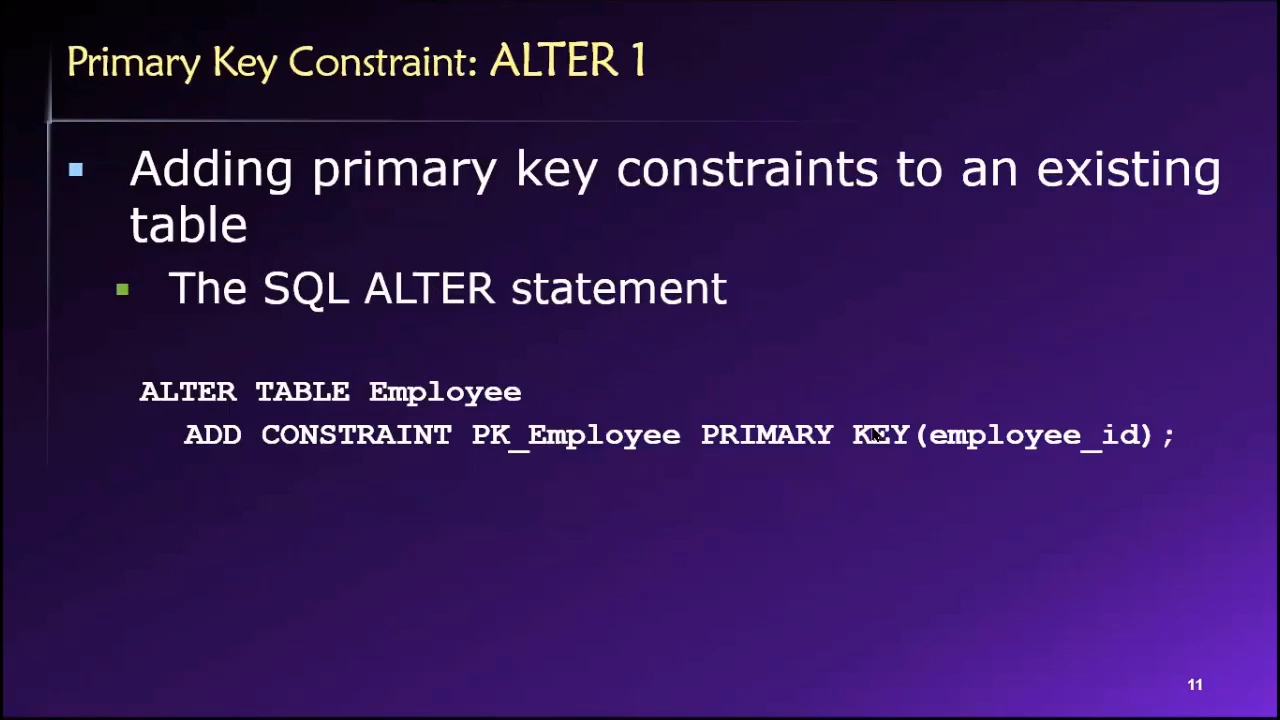 Primary Key Constraint: ALTER 1
Adding primary key constraints to an existing
table
The SQL ALTER statement
ALTER TABLE Employee
ADD CONSTRAINT PK_Employee PRIMARY KEY(employee_id);
11